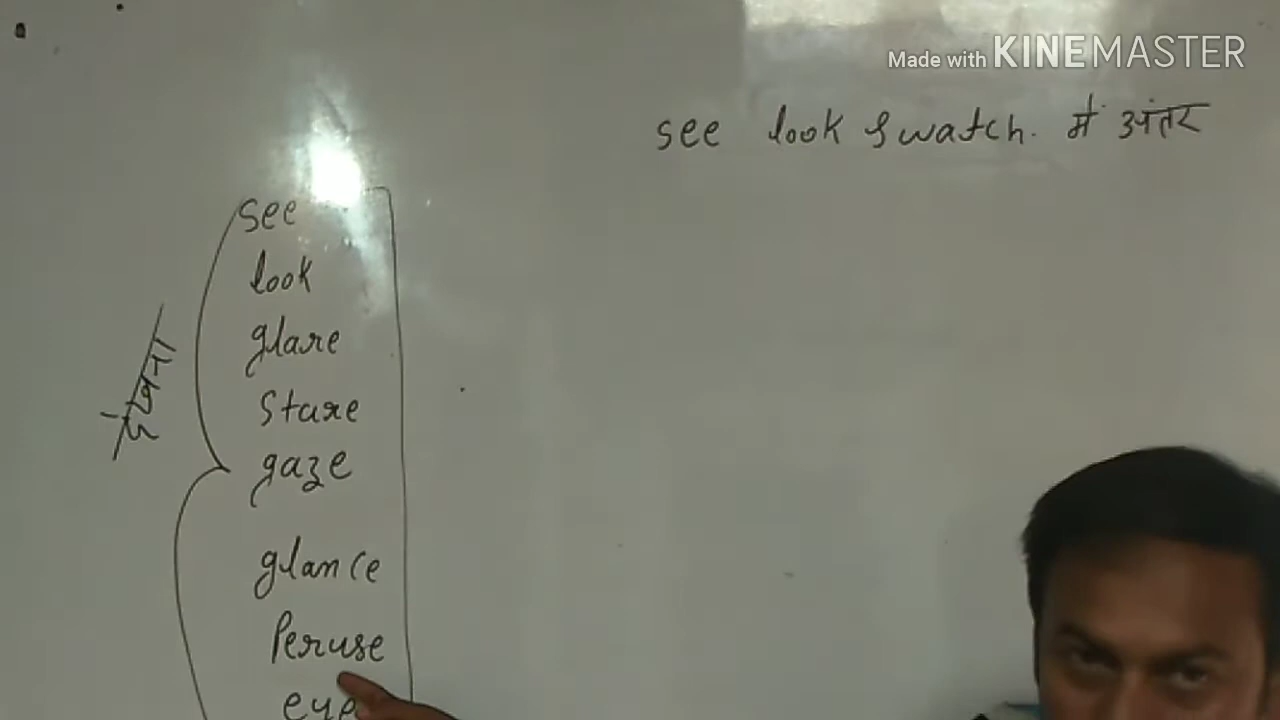 Made with KINEMASTER
see look & watch. में अंतर
see
look
glare
stare
gaze
glance
Peruse
eye
देखना